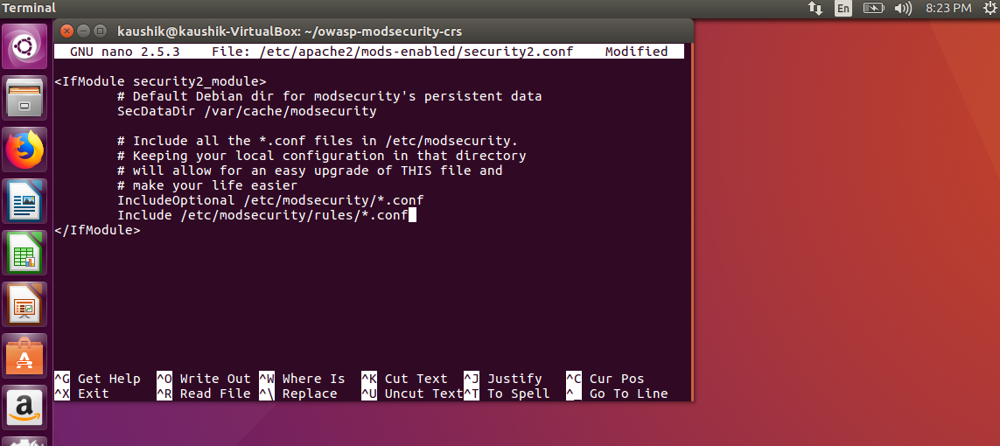 Terminal
En
8:23 PM
kaushik@kaushik-VirtualBox: ~/owasp-modsecurity-crs
GNU nano 2.5.3 File: /etc/apache2/mods-enabled/security2.conf Modified
<IfModule security2_module>
# Default Debian dir for modsecurity's persistent data
SecDataDir /var/cache/modsecurity
# Include all the *.conf files in /etc/modsecurity.
# Keeping your local configuration in that directory
# will allow for an easy upgrade of THIS file and
# make your life easier
IncludeOptional /etc/modsecurity/*.conf
Include /etc/modsecurity/rules/*.conf
</IfModule>
^G Get Help ^O Write Out ^W Where Is ^K Cut Text ^J Justify ^C Cur Pos
^X Exit ^R Read File ^\ Replace ^U Uncut Text ^T To Spell ^_ Go To Line